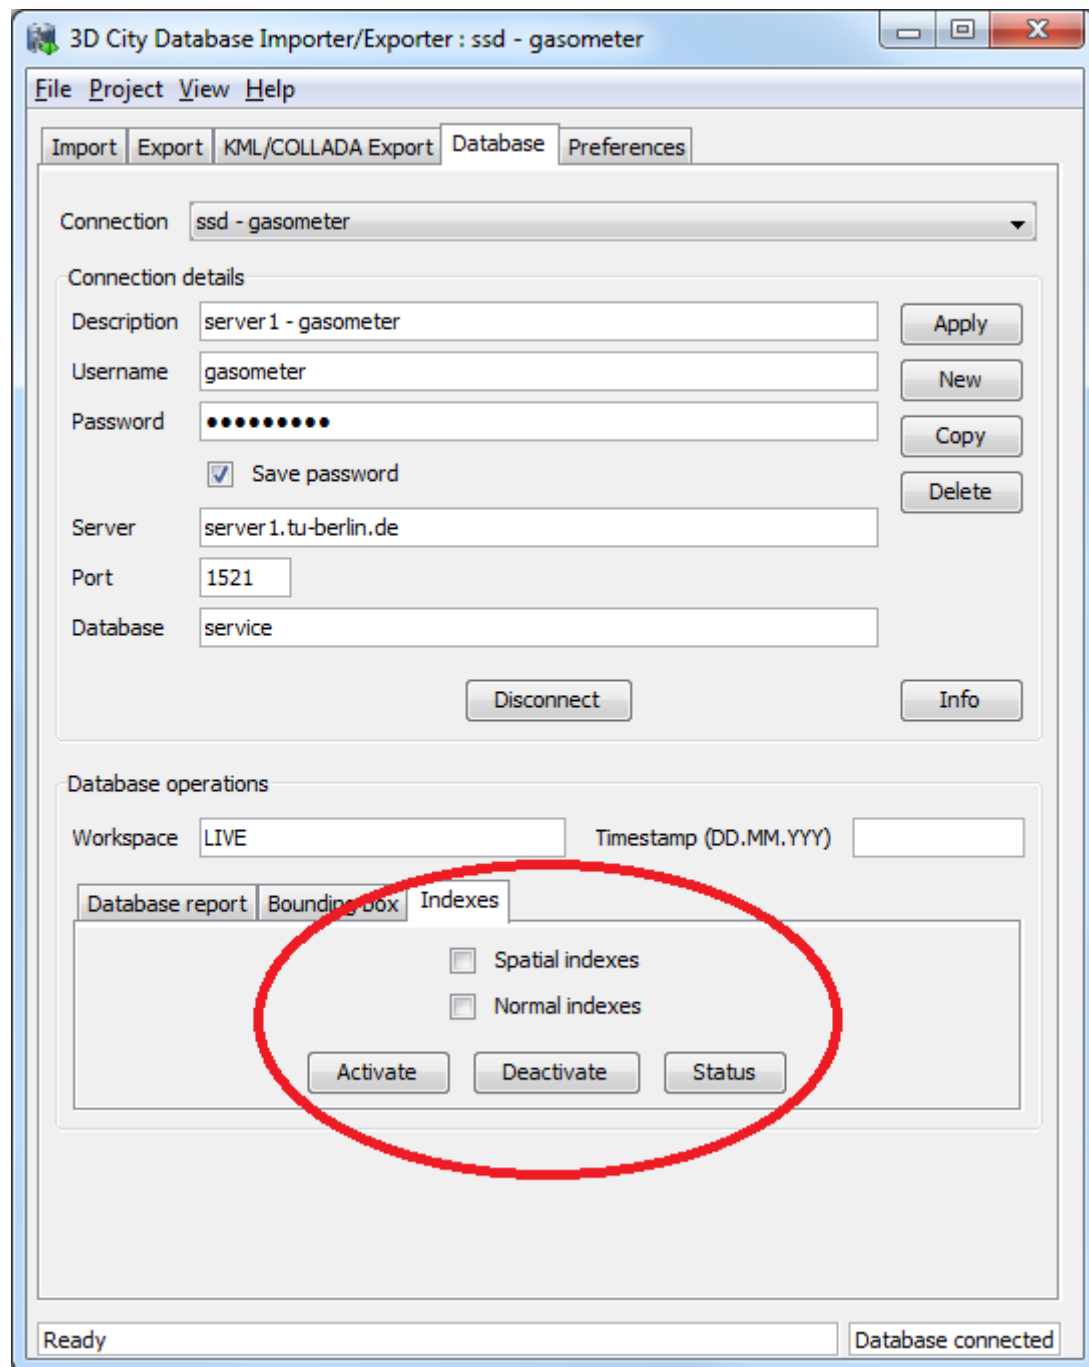 3D City Database Importer/Exporter : ssd - gasometer
File Project View Help
Import Export KML/COLLADA Export Database Preferences
Connection ssd - gasometer
Connection details
Description server1 - gasometer Apply
Username gasometer New
Password ●●●●●●●●● Copy
Save password Delete
Server server1.tu-berlin.de
Port 1521
Database service
Disconnect Info
Database operations
Workspace LIVE Timestamp (DD.MM.YYY)
Database report Bounding Box Indexes
Spatial indexes
Normal indexes
Activate Deactivate Status
Ready Database connected